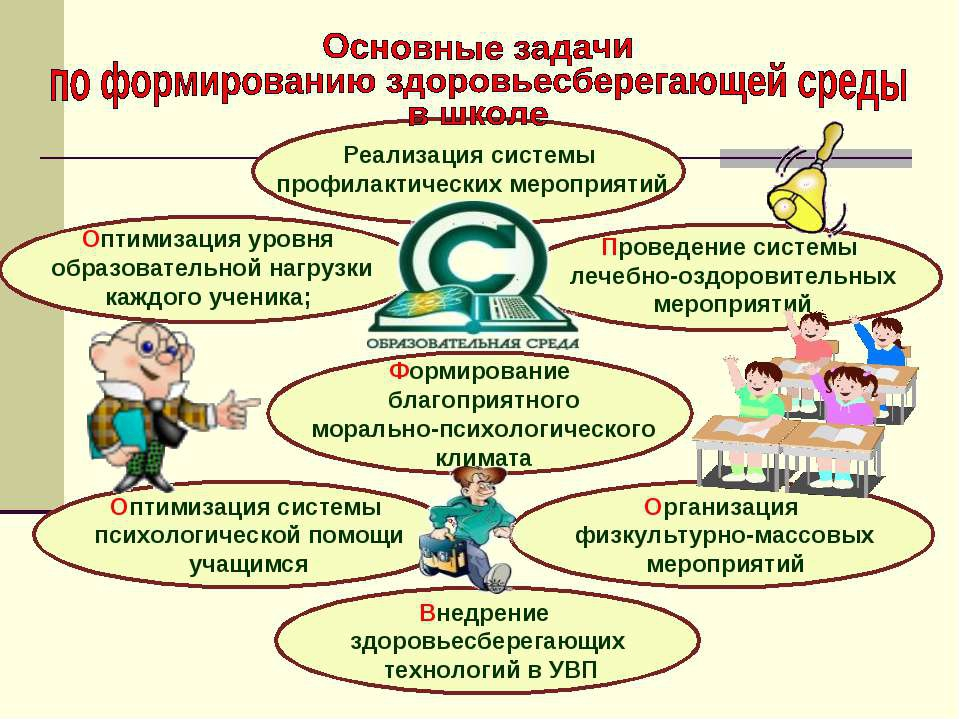 Основные задачи
по формированию здоровьесберегающей среды
в школе
Реализация системы
профилактических мероприятий
Оптимизация уровня
образовательной нагрузки
каждого ученика;
Проведение системы
лечебно-оздоровительных
мероприятий
С
ОБРАЗОВАТЕЛЬНАЯ СРЕДА
Формирование
благоприятного
морально-психологического
климата
Оптимизация системы
психологической помощи
учащимся
Организация
физкультурно-массовых
мероприятий
Внедрение
здоровьесберегающих
технологий в УВП